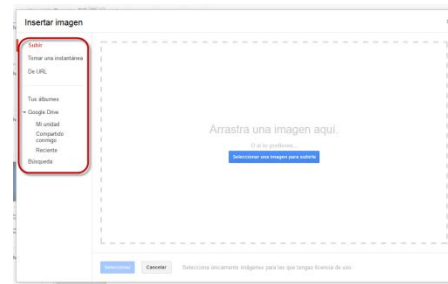 Insertar imagen
Subir
Tomar una instantánea
De URL
Tus álbumes
Google Drive
Mi unidad
Compartido
conmigo
Reciente
Búsqueda
Arrastra una imagen aquí.
O si lo prefieres...
Seleccionar una imagen para subirla
Seleccionar
Cancelar
Selecciona únicamente imágenes para las que tengas licencia de uso.